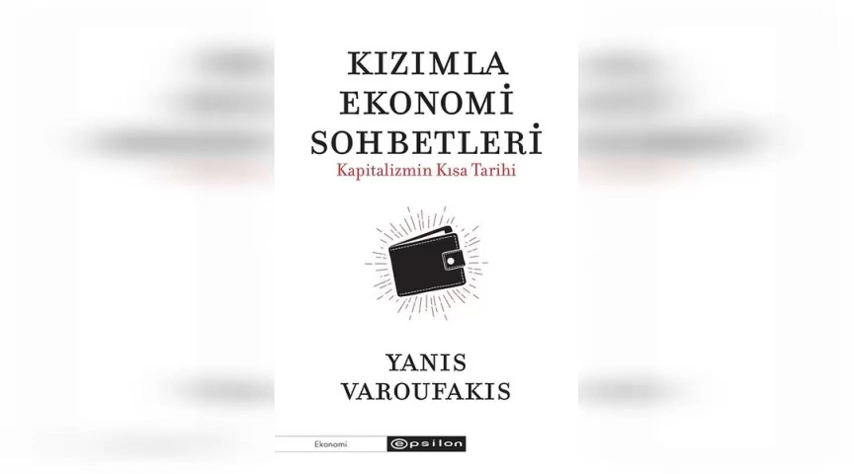 KIZIMLA
EKONOMİ
SOHBETLERİ
Kapitalizmin Kısa Tarihi
YANIS
VAROUFAKIS
Ekonomi epsilon